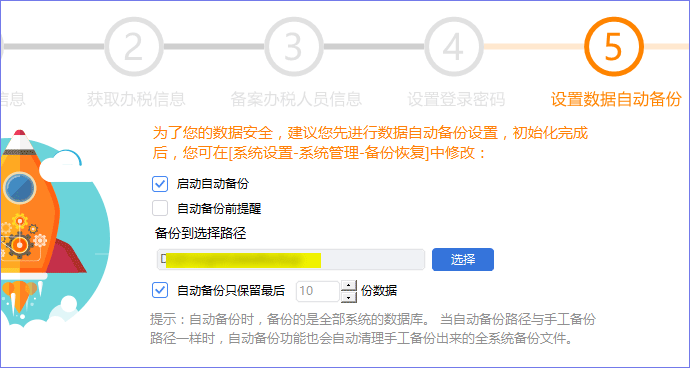 2
3
4
5
信息
获取办税信息
备案办税人员信息
设置登录密码
设置数据自动备份
为了您的数据安全，建议您先进行数据自动备份设置，初始化完成
后，您可在[系统设置-系统管理-备份恢复]中修改：
启动自动备份
自动备份前提醒
备份到选择路径
选择
自动备份只保留最后 10 份数据
提示：自动备份时，备份的是全部系统的数据库。 当自动备份路径与手工备份
路径一样时，自动备份功能也会自动清理手工备份出来的全系统备份文件。